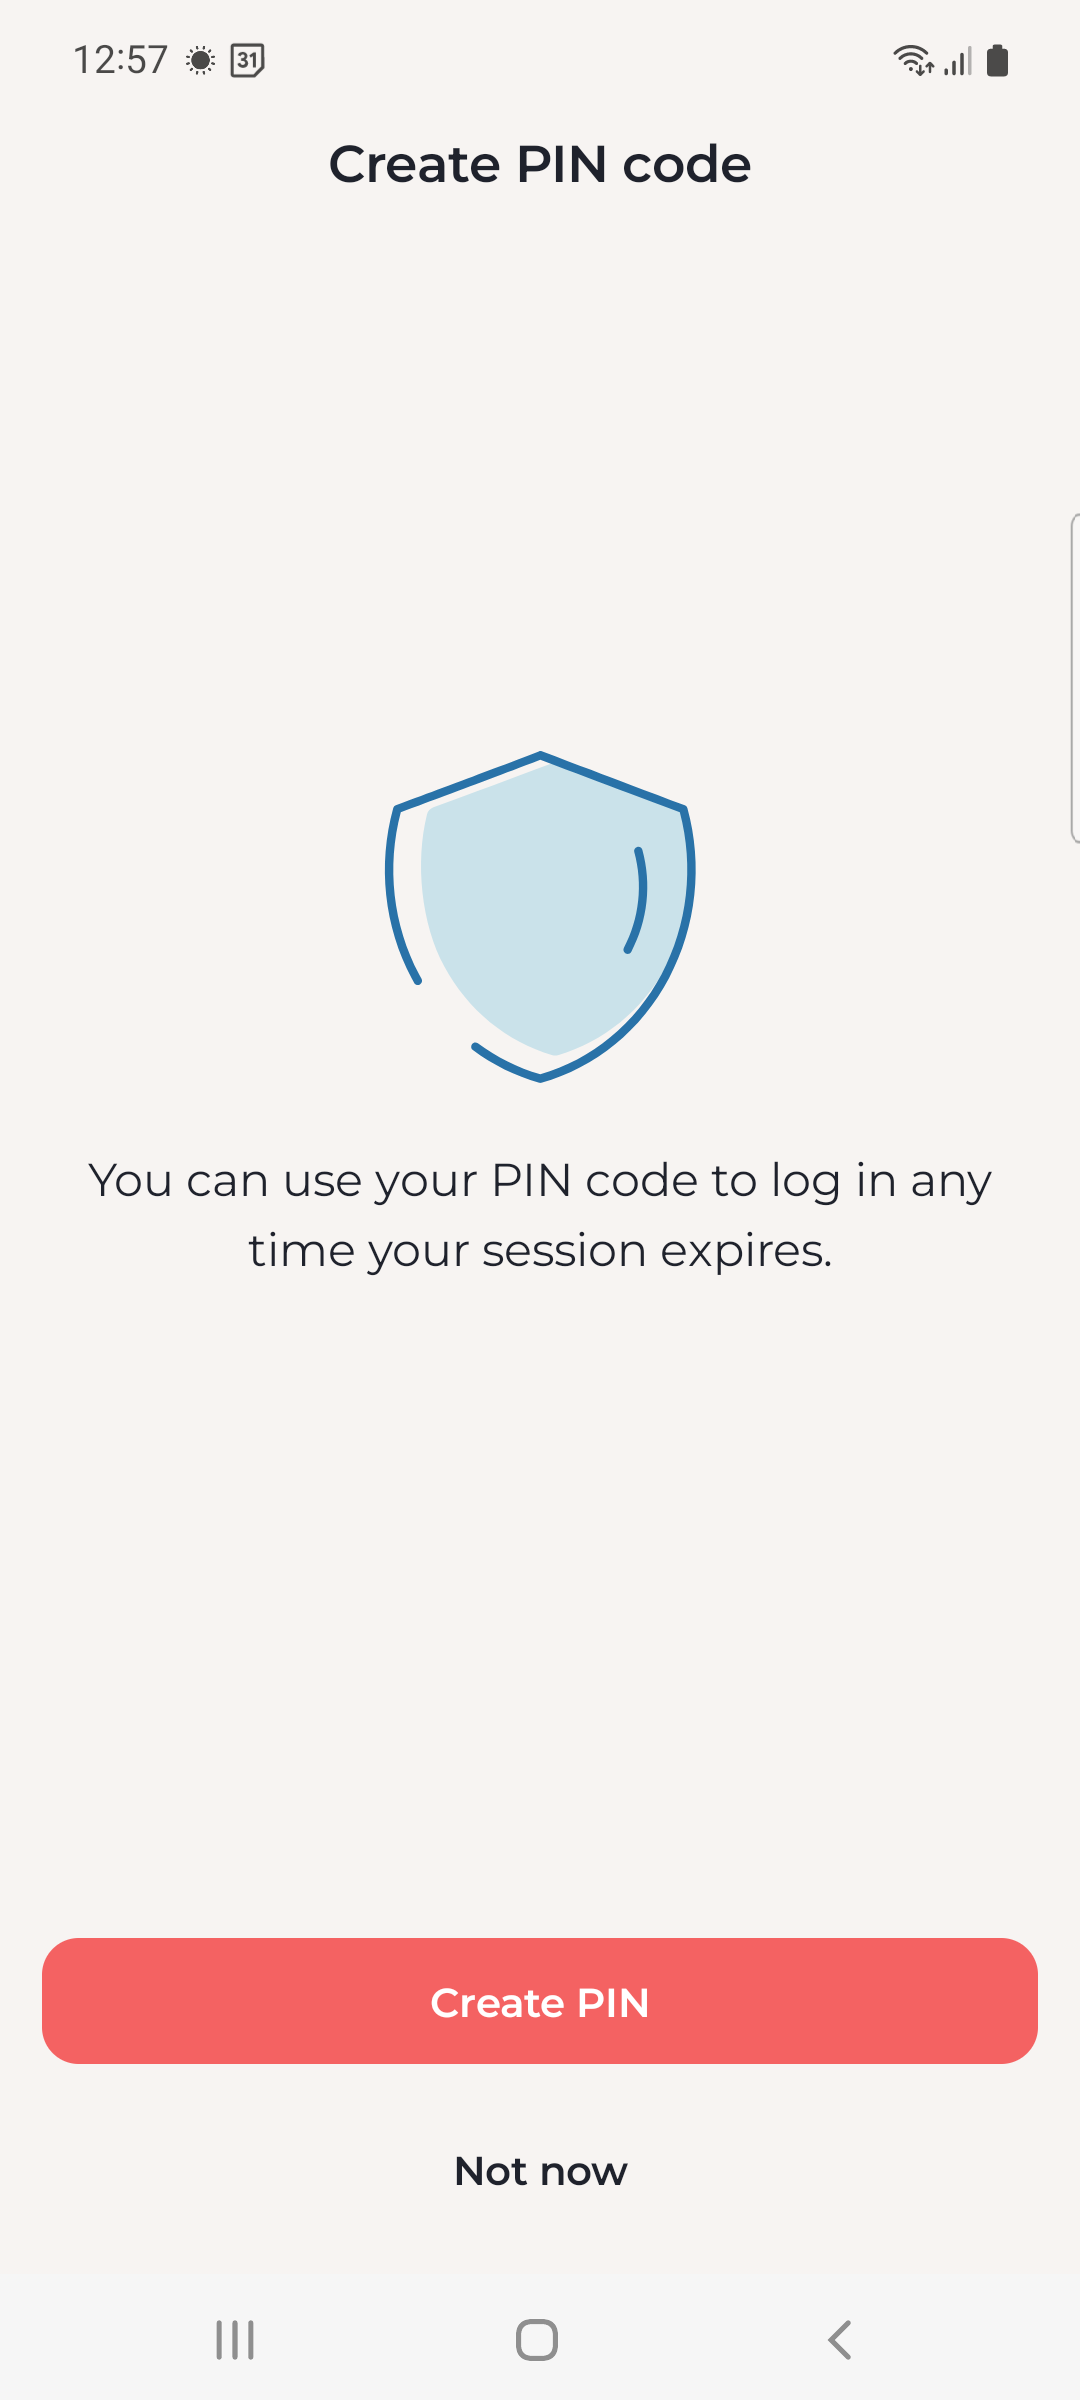 12:57 31
Create PIN code
You can use your PIN code to log in any
time your session expires.
Create PIN
Not now